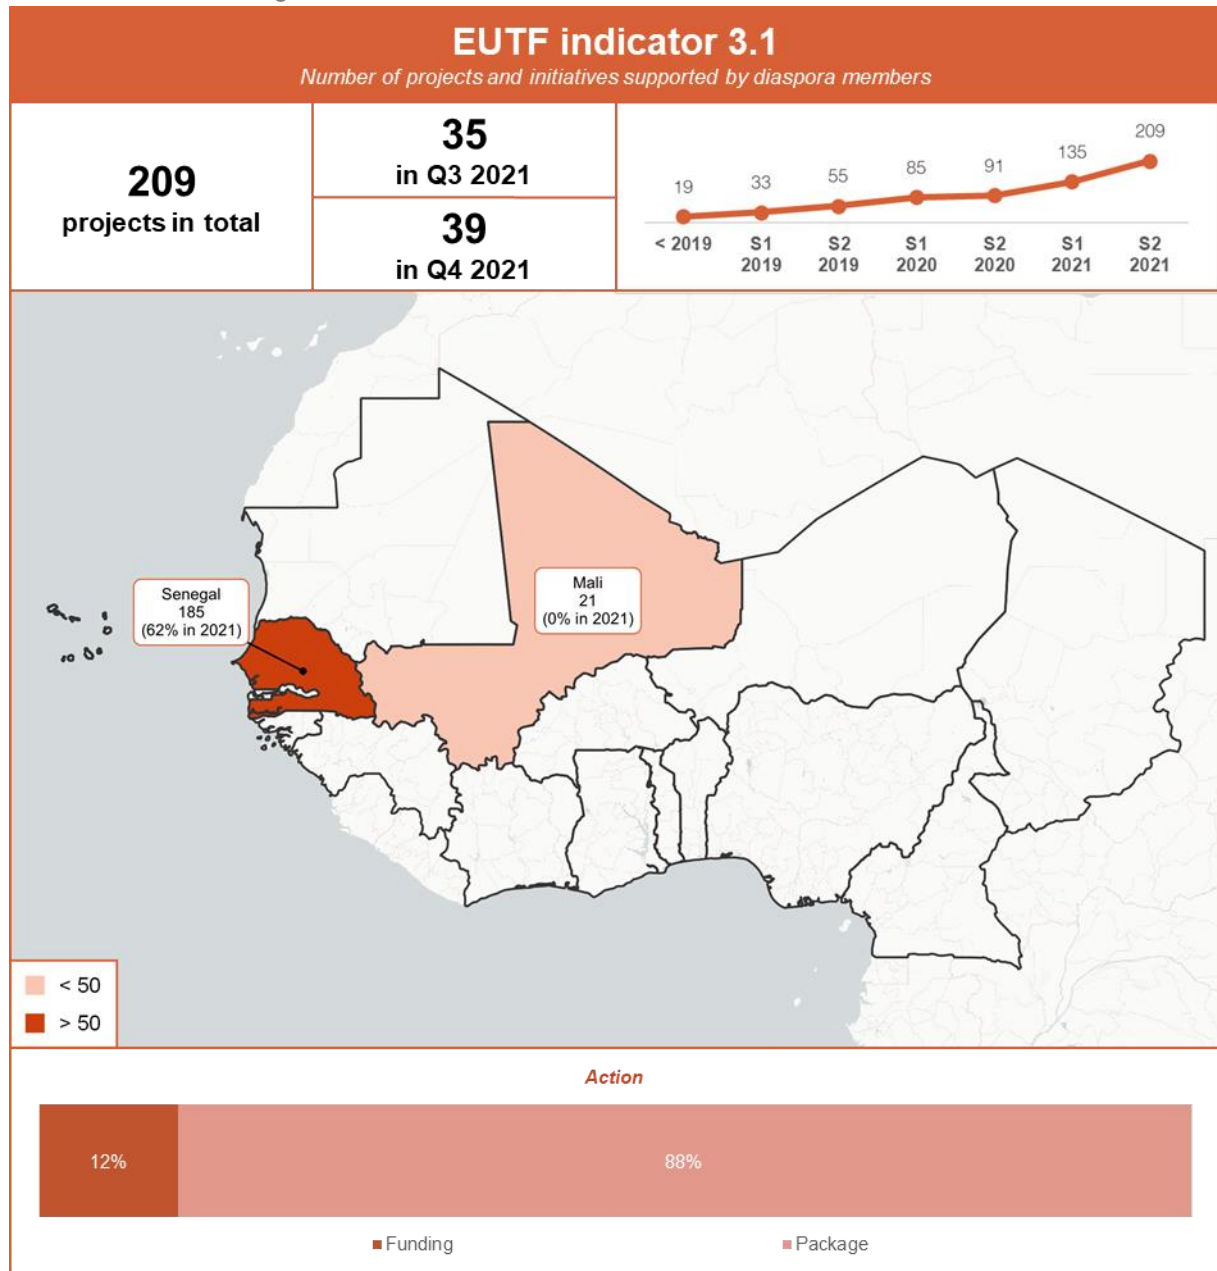 EUTF indicator 3.1
Number of projects and initiatives supported by diaspora members
209
projects in total
35
in Q3 2021
39
in Q4 2021
19
33
55
85
91
135
209
< 2019
S1
2019
S2
2019
S1
2020
S2
2020
S1
2021
S2
2021
Senegal
185
(62% in 2021)
Mali
21
(0% in 2021)
< 50
> 50
Action
12%
88%
Funding
Package